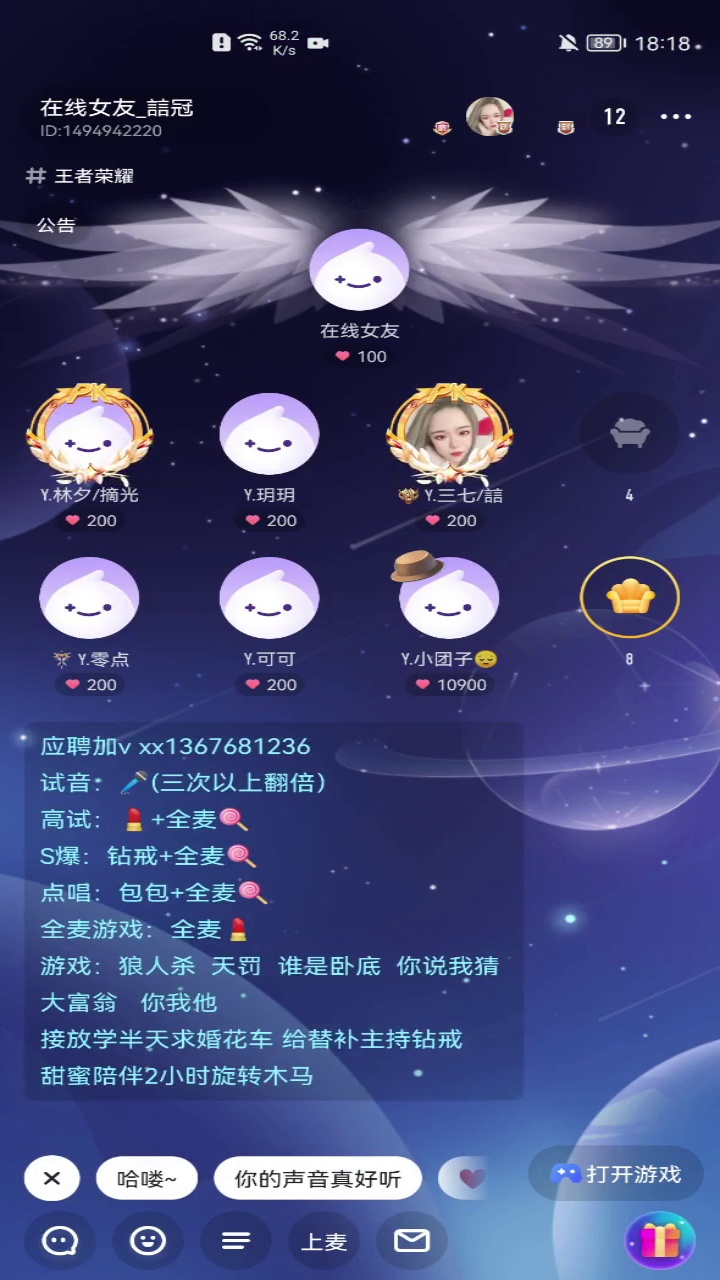 68.2
K/s
89
18:18
在线女友_喆冠
ID:1494942220
12
# 王者荣耀
公告
在线女友
100
PK
PK
Y.林夕/摘光
Y.玥玥
Y.三七/喆
4
200
200
200
Y.零点
Y.可可
Y.小团子😔
8
200
200
10900
应聘加v xx1367681236
试音：🎤(三次以上翻倍)
高试：💄+全麦🍭
S爆：钻戒+全麦🍭
点唱：包包+全麦🍭
全麦游戏：全麦💄
游戏：狼人杀 天罚 谁是卧底 你说我猜
大富翁 你我他
接放学半天求婚花车 给替补主持钻戒
甜蜜陪伴2小时旋转木马
哈喽~
你的声音真好听
打开游戏
上麦